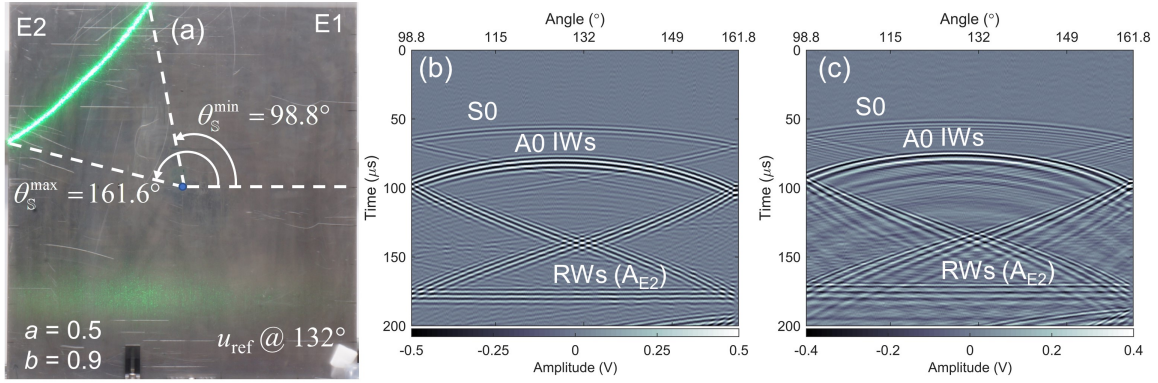 E2
(a)
E1
θ_𝕊^min = 98.8°
θ_𝕊^max = 161.6°
a = 0.5
b = 0.9
u_ref @ 132°
Angle (°)
98.8 115 132 149 161.8
(b)
S0
A0 IWs
RWs (A_E2)
Time (μs)
0
50
100
150
200
-0.5 -0.25 0 0.25 0.5
Amplitude (V)
Angle (°)
98.8 115 132 149 161.8
(c)
S0
A0 IWs
RWs (A_E2)
Time (μs)
0
50
100
150
200
-0.4 -0.2 0 0.2 0.4
Amplitude (V)